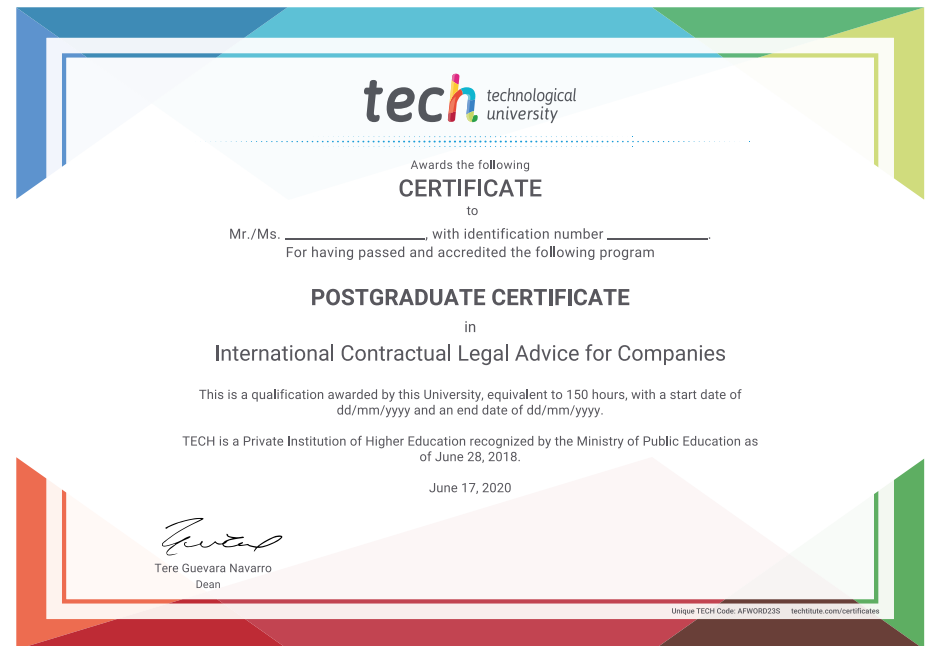 tech technological
university
Awards the following
CERTIFICATE
to
Mr./Ms. ____________________, with identification number ______________.
For having passed and accredited the following program
POSTGRADUATE CERTIFICATE
in
International Contractual Legal Advice for Companies
This is a qualification awarded by this University, equivalent to 150 hours, with a start date of
dd/mm/yyyy and an end date of dd/mm/yyyy.
TECH is a Private Institution of Higher Education recognized by the Ministry of Public Education as
of June 28, 2018.
June 17, 2020
Tere Guevara Navarro
Dean
Unique TECH Code: AFWORD23S techtitute.com/certificates